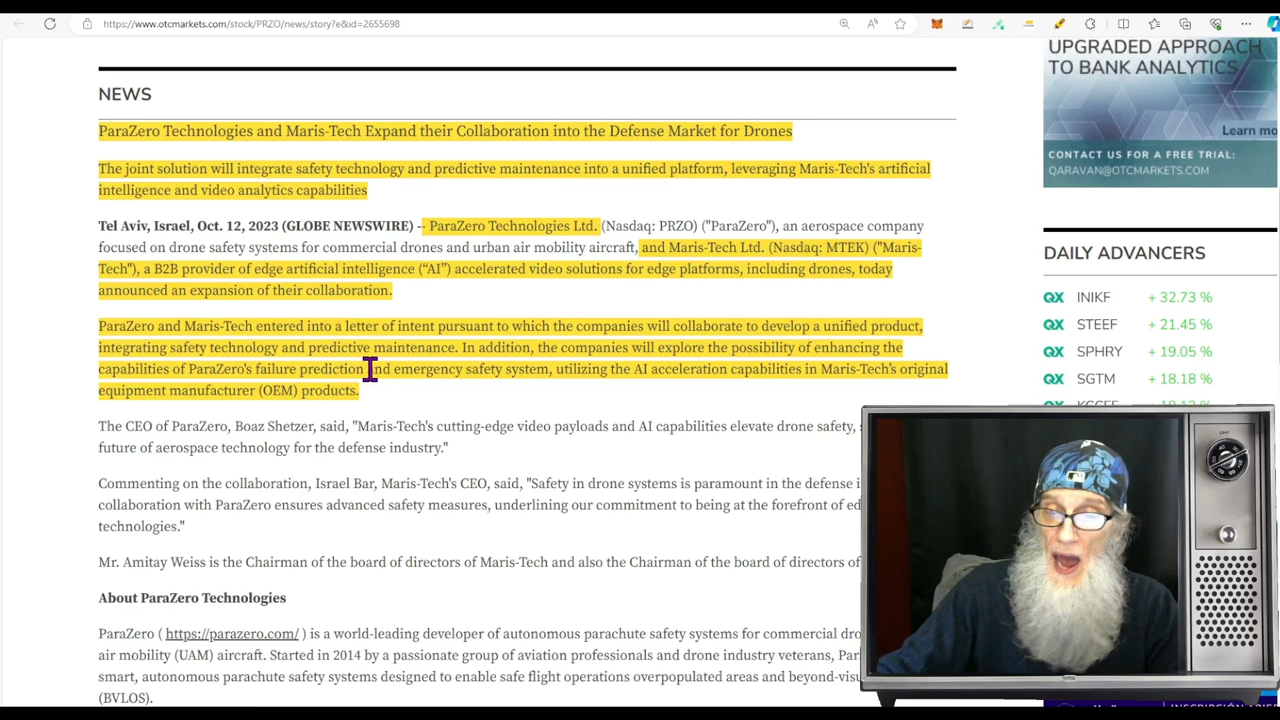 https://www.otcmarkets.com/stock/PRZO/news/story?e&id=2655698
NEWS
ParaZero Technologies and Maris-Tech Expand their Collaboration into the Defense Market for Drones
The joint solution will integrate safety technology and predictive maintenance into a unified platform, leveraging Maris-Tech's artificial
intelligence and video analytics capabilities
Tel Aviv, Israel, Oct. 12, 2023 (GLOBE NEWSWIRE) -- ParaZero Technologies Ltd. (Nasdaq: PRZO) ("ParaZero"), an aerospace company
focused on drone safety systems for commercial drones and urban air mobility aircraft, and Maris-Tech Ltd. (Nasdaq: MTEK) ("Maris-
Tech"), a B2B provider of edge artificial intelligence (“AI”) accelerated video solutions for edge platforms, including drones, today
announced an expansion of their collaboration.
ParaZero and Maris-Tech entered into a letter of intent pursuant to which the companies will collaborate to develop a unified product,
integrating safety technology and predictive maintenance. In addition, the companies will explore the possibility of enhancing the
capabilities of ParaZero's failure prediction and emergency safety system, utilizing the AI acceleration capabilities in Maris-Tech’s original
equipment manufacturer (OEM) products.
The CEO of ParaZero, Boaz Shetzer, said, "Maris-Tech's cutting-edge video payloads and AI capabilities elevate drone safety,
future of aerospace technology for the defense industry."
Commenting on the collaboration, Israel Bar, Maris-Tech's CEO, said, "Safety in drone systems is paramount in the defense
collaboration with ParaZero ensures advanced safety measures, underlining our commitment to being at the forefront of
technologies."
Mr. Amitay Weiss is the Chairman of the board of directors of Maris-Tech and also the Chairman of the board of directors of
About ParaZero Technologies
ParaZero ( https://parazero.com/ ) is a world-leading developer of autonomous parachute safety systems for commercial
air mobility (UAM) aircraft. Started in 2014 by a passionate group of aviation professionals and drone industry veterans,
smart, autonomous parachute safety systems designed to enable safe flight operations overpopulated areas and
(BVLOS).
UPGRADED APPROACH
TO BANK ANALYTICS
Learn
CONTACT US FOR A FREE TRIAL:
QARAVAN@OTCMARKETS.COM
DAILY ADVANCERS
QX INIKF + 32.73 %
QX STEEF + 21.45 %
QX SPHRY + 19.05 %
QX SGTM + 18.18 %